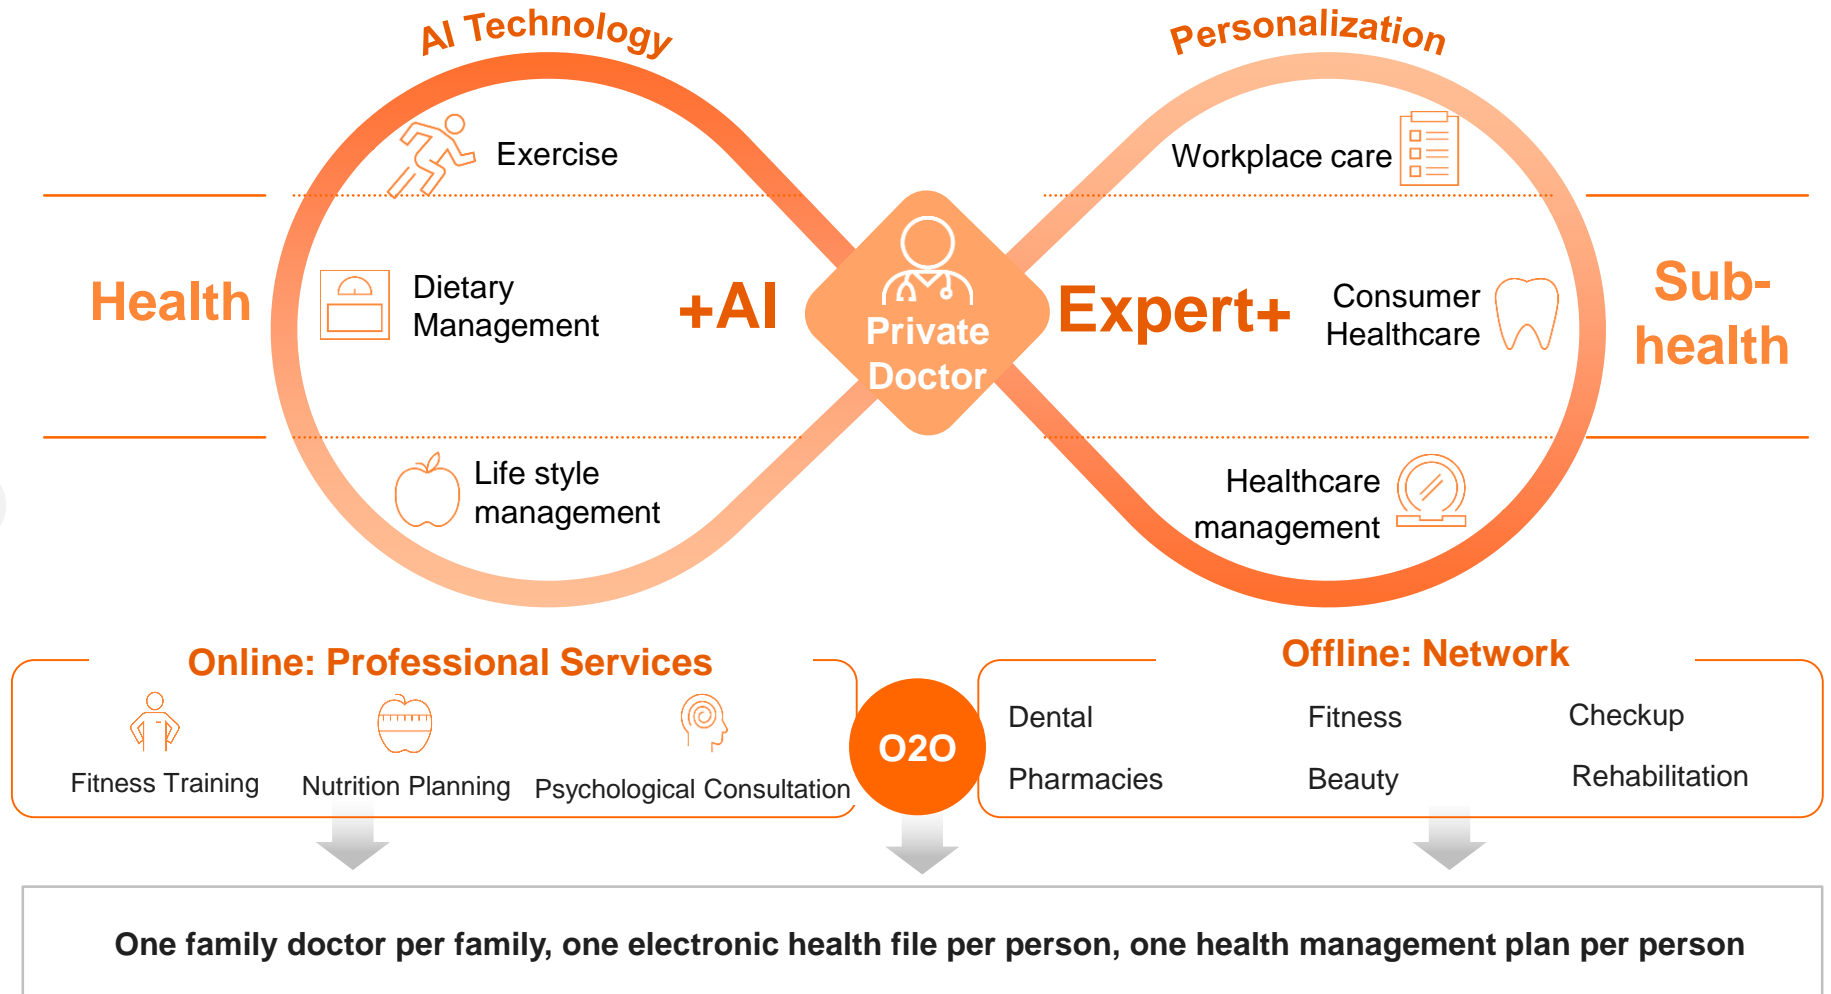 AI Technology
Personalization
Exercise
Workplace care
Health
Dietary
Management
+AI
Private
Doctor
Expert+
Consumer
Healthcare
Sub-
health
Life style
management
Healthcare
management
Online: Professional Services
Fitness Training
Nutrition Planning
Psychological Consultation
O2O
Offline: Network
Dental
Fitness
Checkup
Pharmacies
Beauty
Rehabilitation
One family doctor per family, one electronic health file per person, one health management plan per person